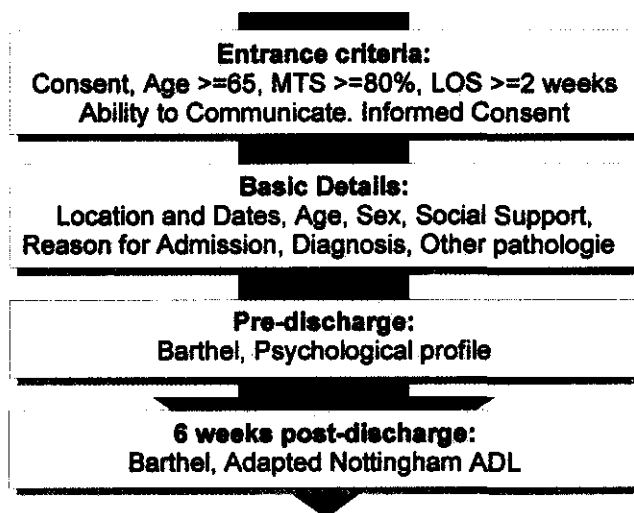 Entrance criteria:
Consent, Age >=65, MTS >=80%, LOS >=2 weeks
Ability to Communicate. Informed Consent
Basic Details:
Location and Dates, Age, Sex, Social Support,
Reason for Admission, Diagnosis, Other pathologie
Pre-discharge:
Barthel, Psychological profile
6 weeks post-discharge:
Barthel, Adapted Nottingham ADL